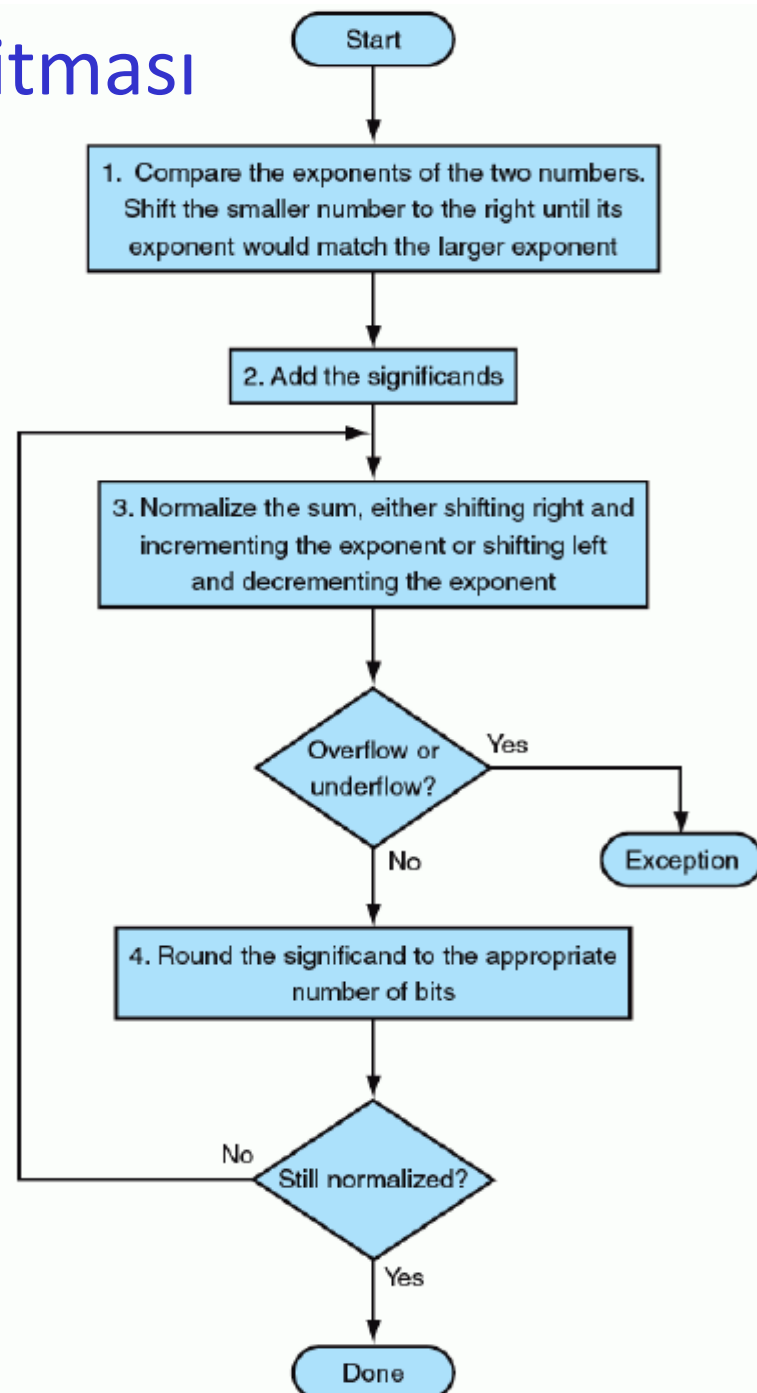 itması
Start
1. Compare the exponents of the two numbers.
Shift the smaller number to the right until its
exponent would match the larger exponent
2. Add the significands
3. Normalize the sum, either shifting right and
incrementing the exponent or shifting left
and decrementing the exponent
Overflow or
underflow?
Yes
No
Exception
4. Round the significand to the appropriate
number of bits
No
Still normalized?
Yes
Done